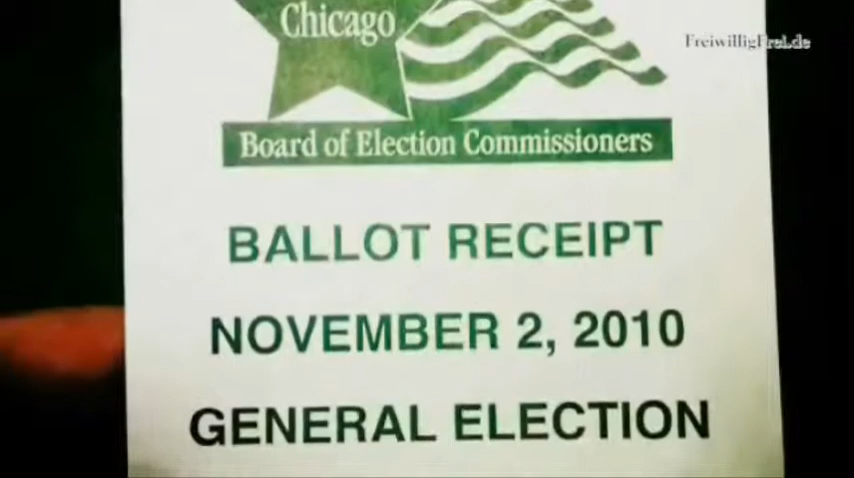 Chicago
FreiwilligFrei.de
Board of Election Commissioners
BALLOT RECEIPT
NOVEMBER 2, 2010
GENERAL ELECTION